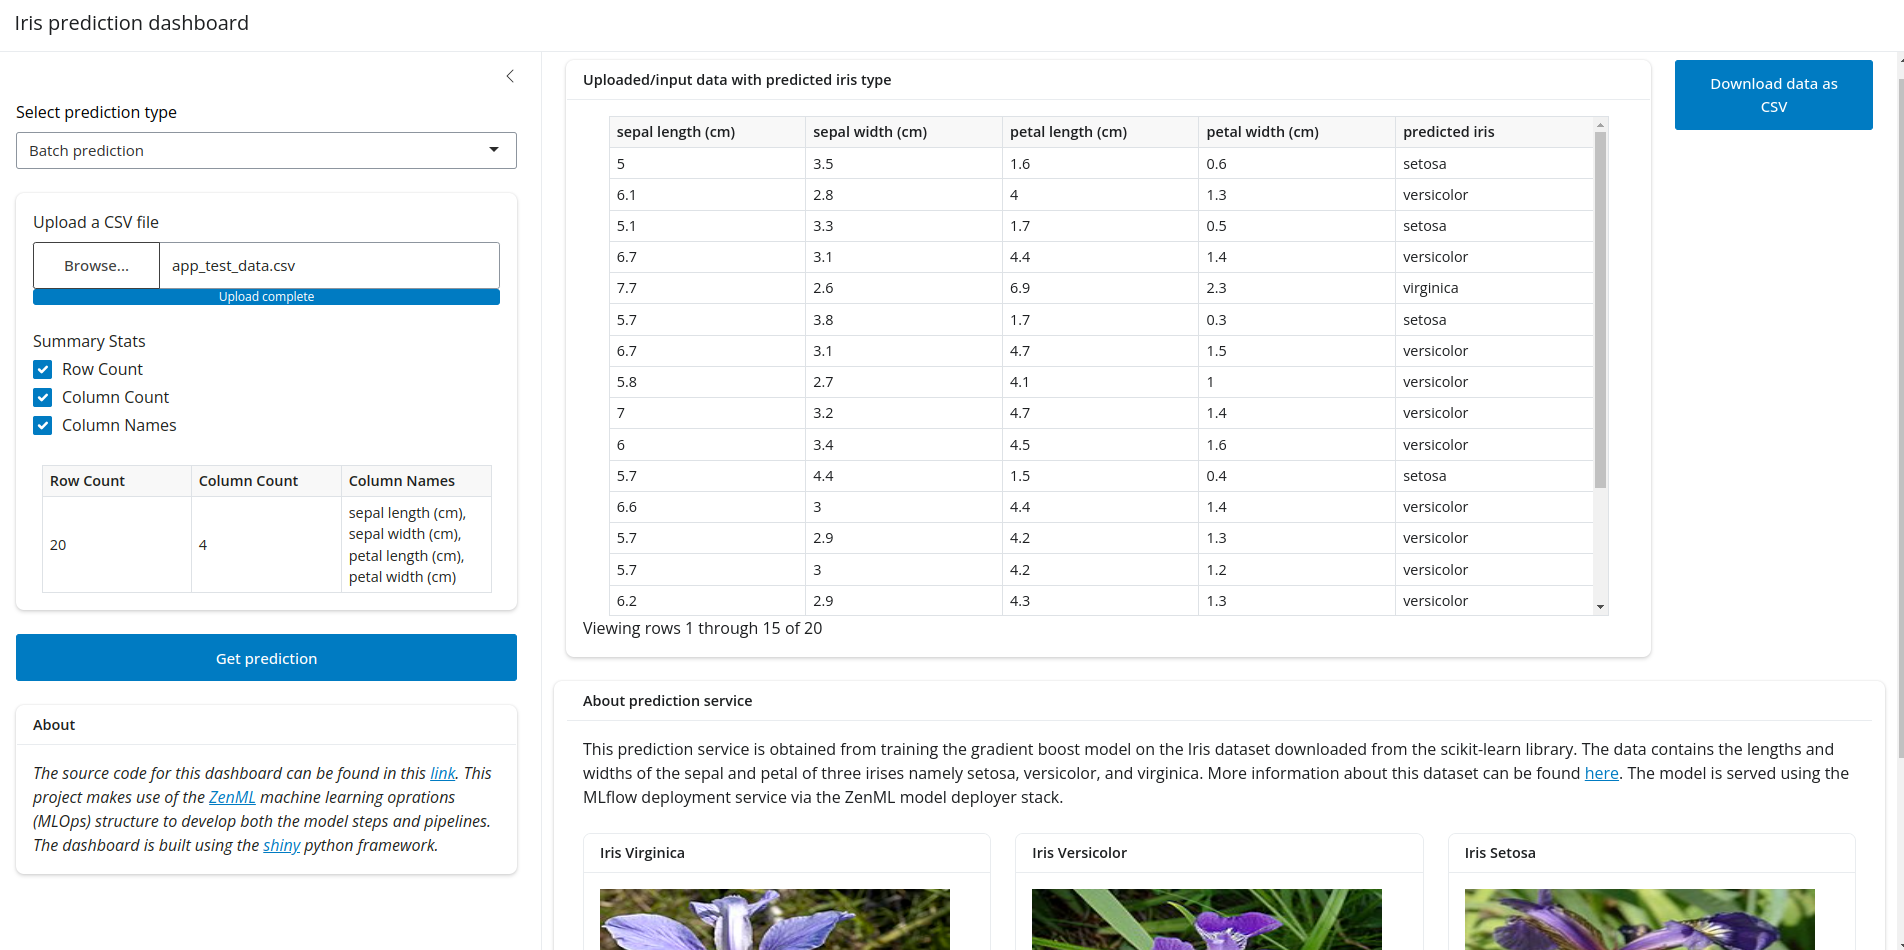 Iris prediction dashboard
Select prediction type
Batch prediction
Upload a CSV file
Browse... app_test_data.csv
Upload complete
Summary Stats
Row Count
Column Count
Column Names
Row Count Column Count Column Names
20 4 sepal length (cm),
sepal width (cm),
petal length (cm),
petal width (cm)
Get prediction
About
The source code for this dashboard can be found in this link. This
project makes use of the ZenML machine learning oprations
(MLOps) structure to develop both the model steps and pipelines.
The dashboard is built using the shiny python framework.
Uploaded/input data with predicted iris type
sepal length (cm) sepal width (cm) petal length (cm) petal width (cm) predicted iris
5 3.5 1.6 0.6 setosa
6.1 2.8 4 1.3 versicolor
5.1 3.3 1.7 0.5 setosa
6.7 3.1 4.4 1.4 versicolor
7.7 2.6 6.9 2.3 virginica
5.7 3.8 1.7 0.3 setosa
6.7 3.1 4.7 1.5 versicolor
5.8 2.7 4.1 1 versicolor
7 3.2 4.7 1.4 versicolor
6 3.4 4.5 1.6 versicolor
5.7 4.4 1.5 0.4 setosa
6.6 3 4.4 1.4 versicolor
5.7 2.9 4.2 1.3 versicolor
5.7 3 4.2 1.2 versicolor
6.2 2.9 4.3 1.3 versicolor
Viewing rows 1 through 15 of 20
Download data as
CSV
About prediction service
This prediction service is obtained from training the gradient boost model on the Iris dataset downloaded from the scikit-learn library. The data contains the lengths and
widths of the sepal and petal of three irises namely setosa, versicolor, and virginica. More information about this dataset can be found here. The model is served using the
MLflow deployment service via the ZenML model deployer stack.
Iris Virginica
Iris Versicolor
Iris Setosa